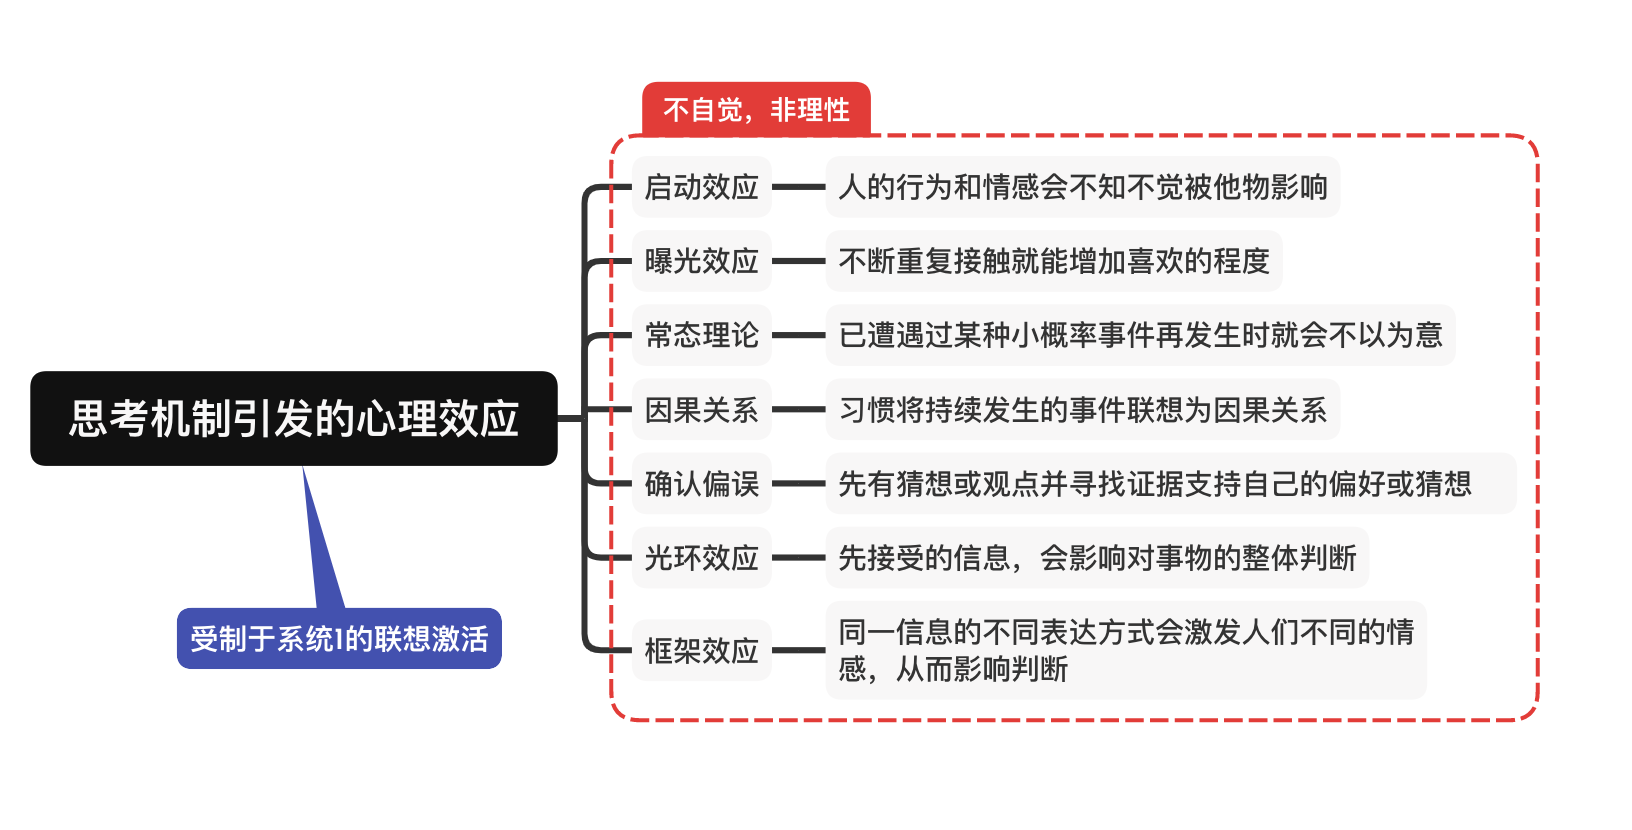 不自觉，非理性
启动效应
人的行为和情感会不知不觉被他物影响
曝光效应
不断重复接触就能增加喜欢的程度
常态理论
已遭遇过某种小概率事件再发生时就会不以为意
思考机制引发的心理效应
因果关系
习惯将持续发生的事件联想为因果关系
确认偏误
先有猜想或观点并寻找证据支持自己的偏好或猜想
光环效应
先接受的信息，会影响对事物的整体判断
受制于系统1的联想激活
框架效应
同一信息的不同表达方式会激发人们不同的情
感，从而影响判断